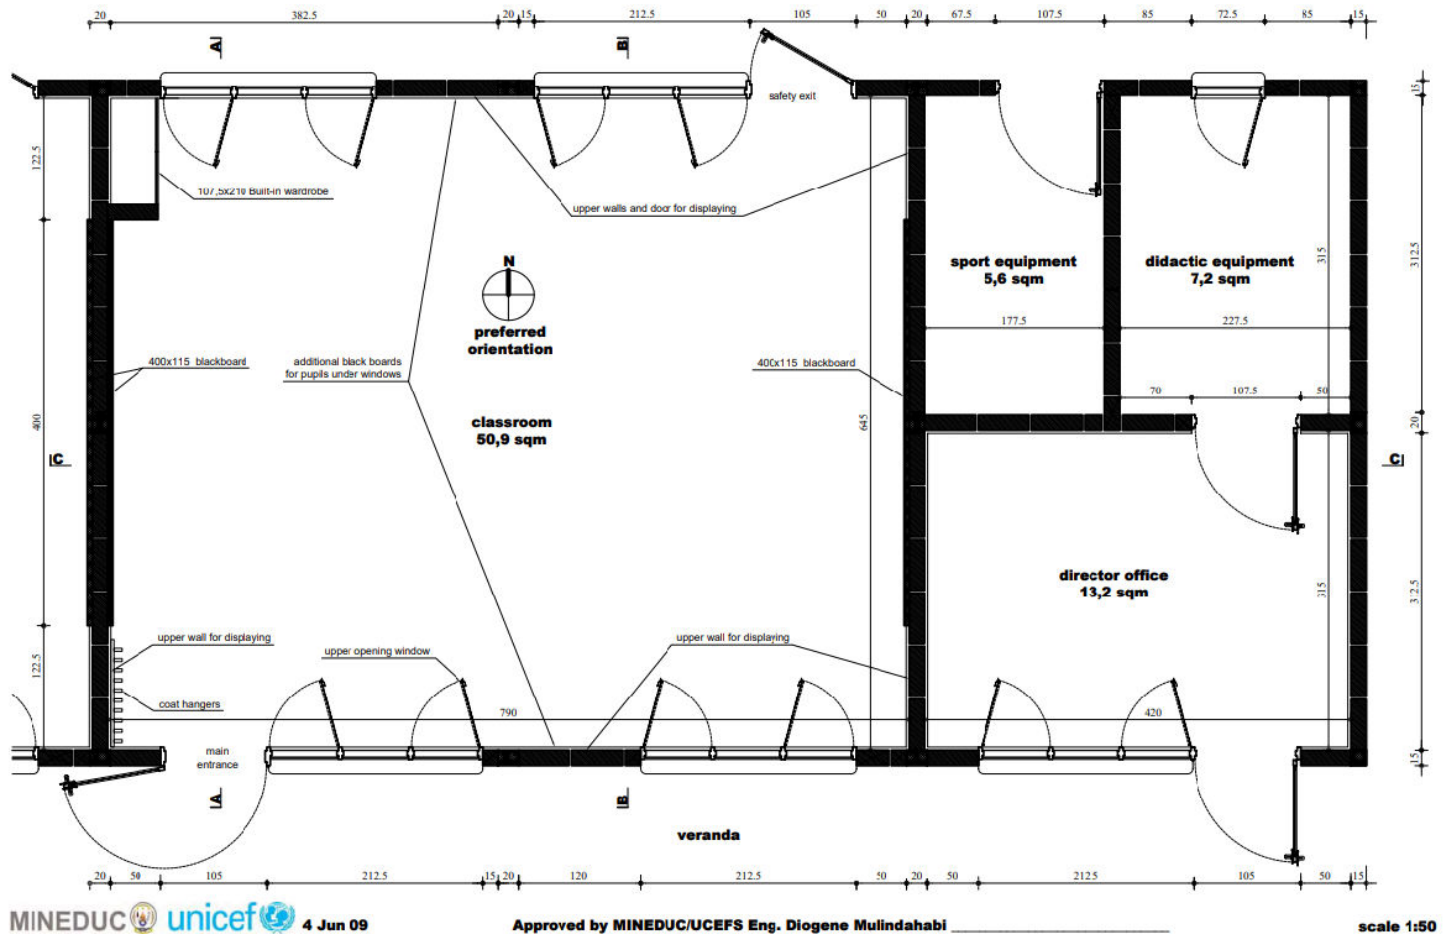 20 382.5 20 15 212.5 105 50 20 67.5 107.5 85 72.5 85 15
A B
safety exit
15
122.5
107,5x210 Built-in wardrobe
upper walls and door for displaying
N
preferred
orientation
sport equipment
5,6 sqm
didactic equipment
7,2 sqm
315
312.5
177.5 227.5
400x115 blackboard
additional black boards
for pupils under windows
400x115 blackboard
70 107.5 50
classroom
50,9 sqm
400
645
20
C C
director office
13,2 sqm
315
312.5
upper wall for displaying
upper opening window
upper wall for displaying
122.5
coat hangers
790 420
main
entrance
15
A B
veranda
20 50 105 212.5 15 20 120 212.5 50 20 50 212.5 105 50 15
MINEDUC unicef 4 Jun 09 Approved by MINEDUC/UCEFS Eng. Diogene Mulindahabi scale 1:50